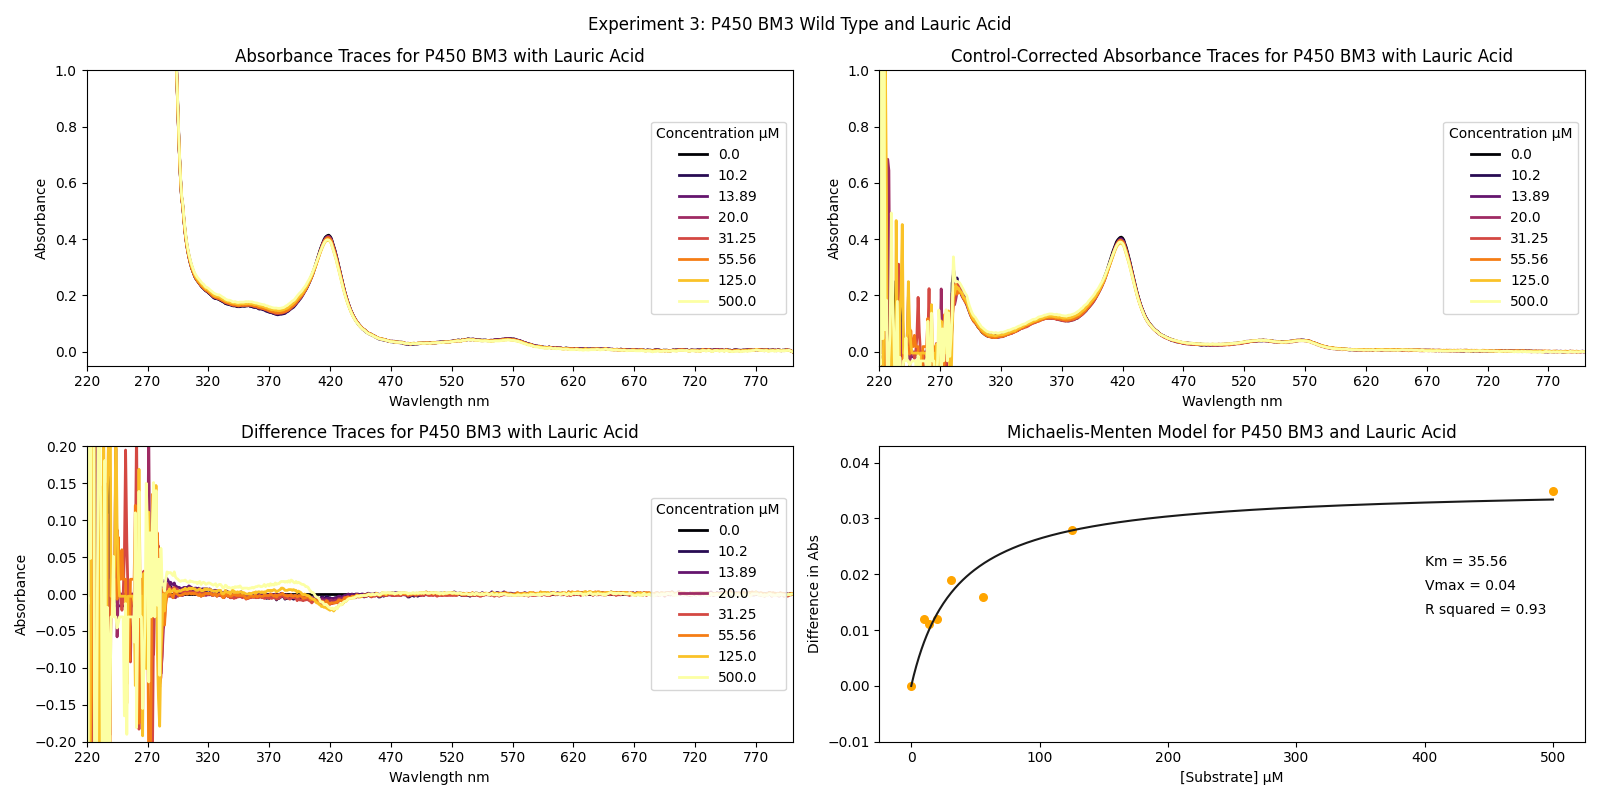 Experiment 3: P450 BM3 Wild Type and Lauric Acid
Absorbance Traces for P450 BM3 with Lauric Acid
1.0
0.8
0.6
0.4
0.2
0.0
Absorbance
Concentration μM
0.0
10.2
13.89
20.0
31.25
55.56
125.0
500.0
220 270 320 370 420 470 520 570 620 670 720 770
Wavlength nm
Control-Corrected Absorbance Traces for P450 BM3 with Lauric Acid
1.0
0.8
0.6
0.4
0.2
0.0
Absorbance
Concentration μM
0.0
10.2
13.89
20.0
31.25
55.56
125.0
500.0
220 270 320 370 420 470 520 570 620 670 720 770
Wavlength nm
Difference Traces for P450 BM3 with Lauric Acid
0.20
0.15
0.10
0.05
0.00
−0.05
−0.10
−0.15
−0.20
Absorbance
Concentration μM
0.0
10.2
13.89
20.0
31.25
55.56
125.0
500.0
220 270 320 370 420 470 520 570 620 670 720 770
Wavlength nm
Michaelis-Menten Model for P450 BM3 and Lauric Acid
0.04
0.03
0.02
0.01
0.00
−0.01
Difference in Abs
Km = 35.56
Vmax = 0.04
R squared = 0.93
0 100 200 300 400 500
[Substrate] μM